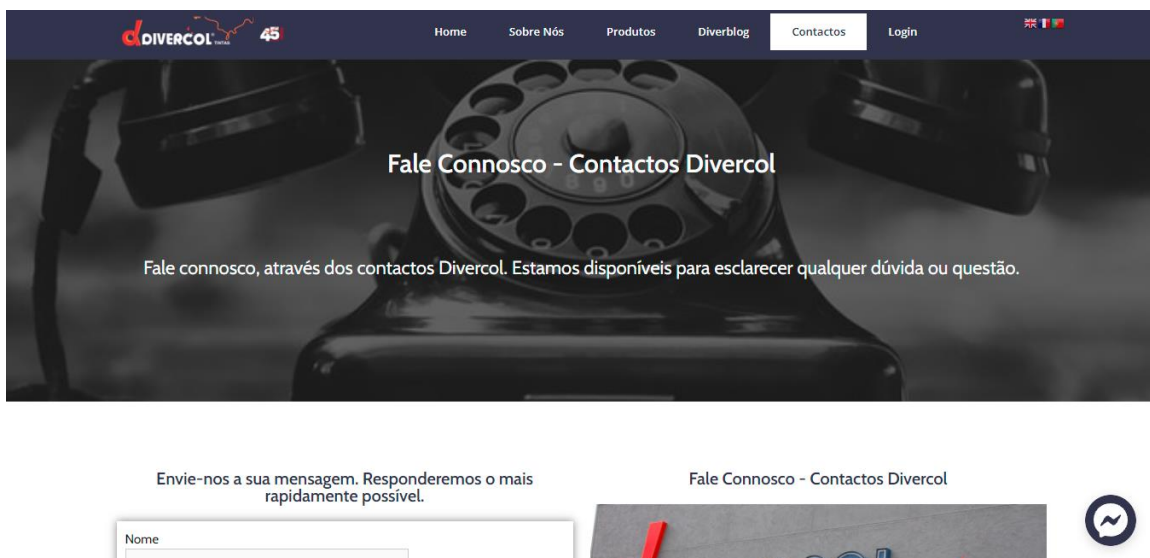 DIVERCOL
TINTAS
45
Home
Sobre Nós
Produtos
Diverblog
Contactos
Login
Fale Connosco - Contactos Divercol
Fale connosco, através dos contactos Divercol. Estamos disponíveis para esclarecer qualquer dúvida ou questão.
Envie-nos a sua mensagem. Responderemos o mais
rapidamente possível.
Nome
Fale Connosco - Contactos Divercol